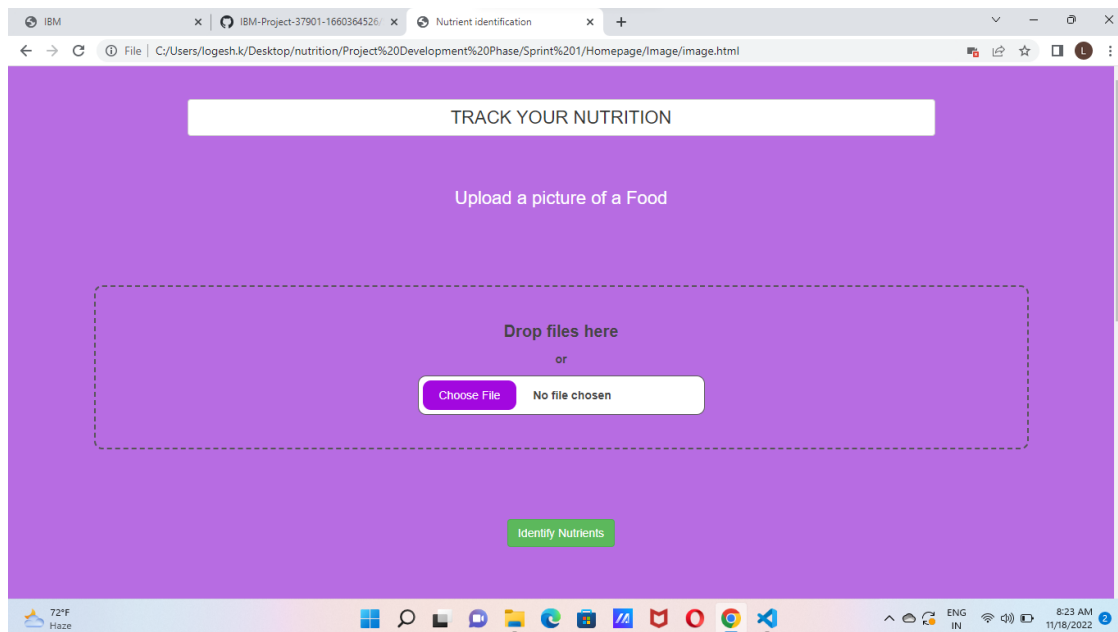 IBM
IBM-Project-37901-1660364526/
Nutrient identification
File C:/Users/logesh.k/Desktop/nutrition/Project%20Development%20Phase/Sprint%201/Homepage/Image/image.html
L
TRACK YOUR NUTRITION
Upload a picture of a Food
Drop files here
or
Choose File No file chosen
Identify Nutrients
72°F
Haze
ENG
IN
8:23 AM
11/18/2022
2